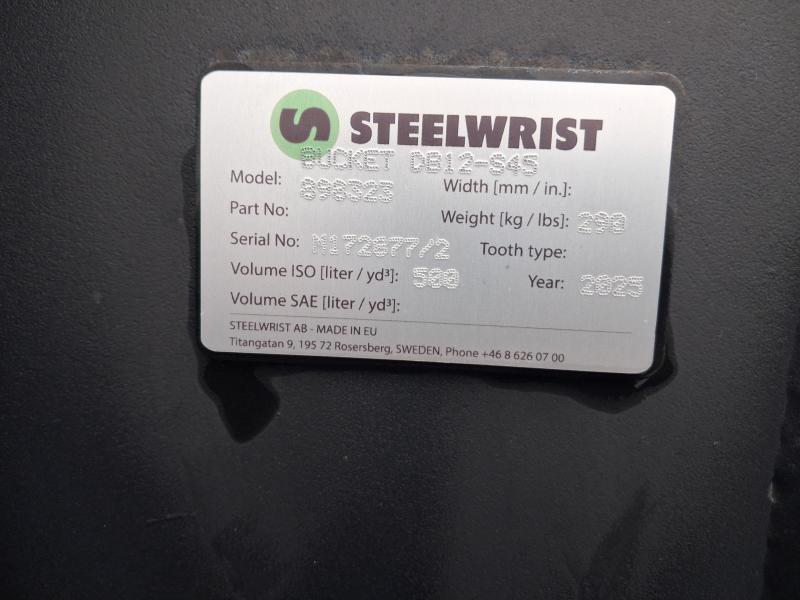 STEELWRIST
Model: BUCKET DB12-S45
Width [mm / in.]:
Part No: 898323
Weight [kg / lbs]: 290
Serial No: M172677/2
Tooth type:
Volume ISO [liter / yd³]: 500
Year: 2025
Volume SAE [liter / yd³]:
STEELWRIST AB - MADE IN EU
Titangatan 9, 195 72 Rosersberg, SWEDEN, Phone +46 8 626 07 00